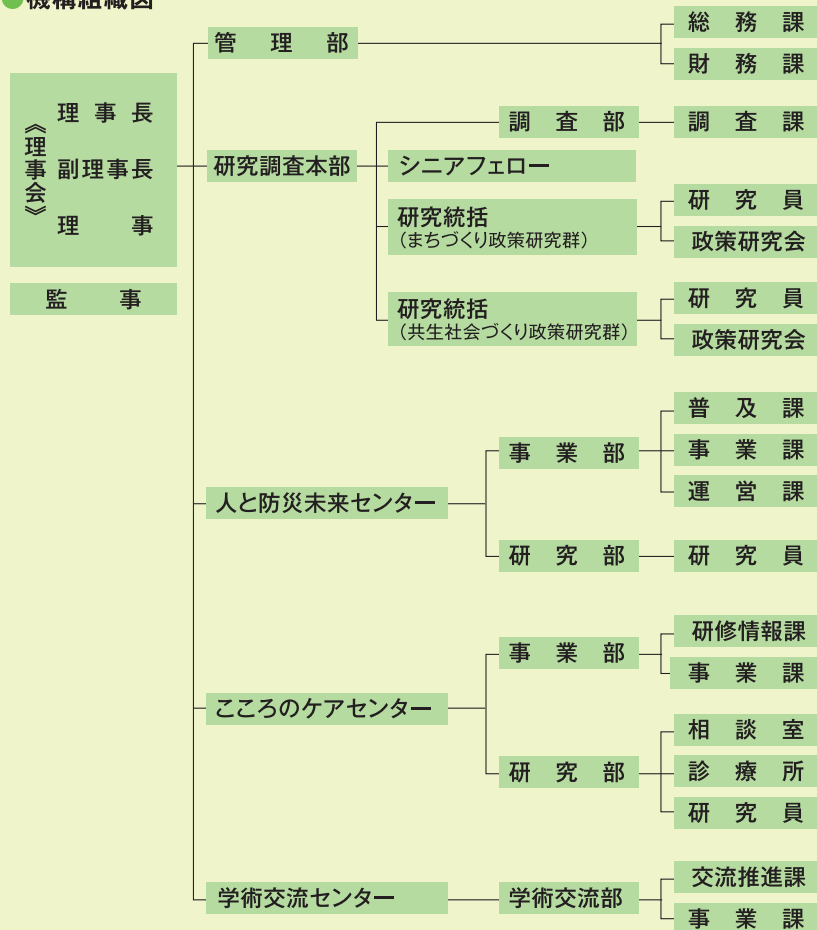 ●機構組織図
《理事会》
理事長
副理事長
理事
監事
管理部
総務課
財務課
研究調査本部
調査部
調査課
シニアフェロー
研究統括
（まちづくり政策研究群）
研究員
政策研究会
研究統括
（共生社会づくり政策研究群）
研究員
政策研究会
人と防災未来センター
事業部
普及課
事業課
運営課
研究部
研究員
こころのケアセンター
事業部
研修情報課
事業課
研究部
相談室
診療所
研究員
学術交流センター
学術交流部
交流推進課
事業課